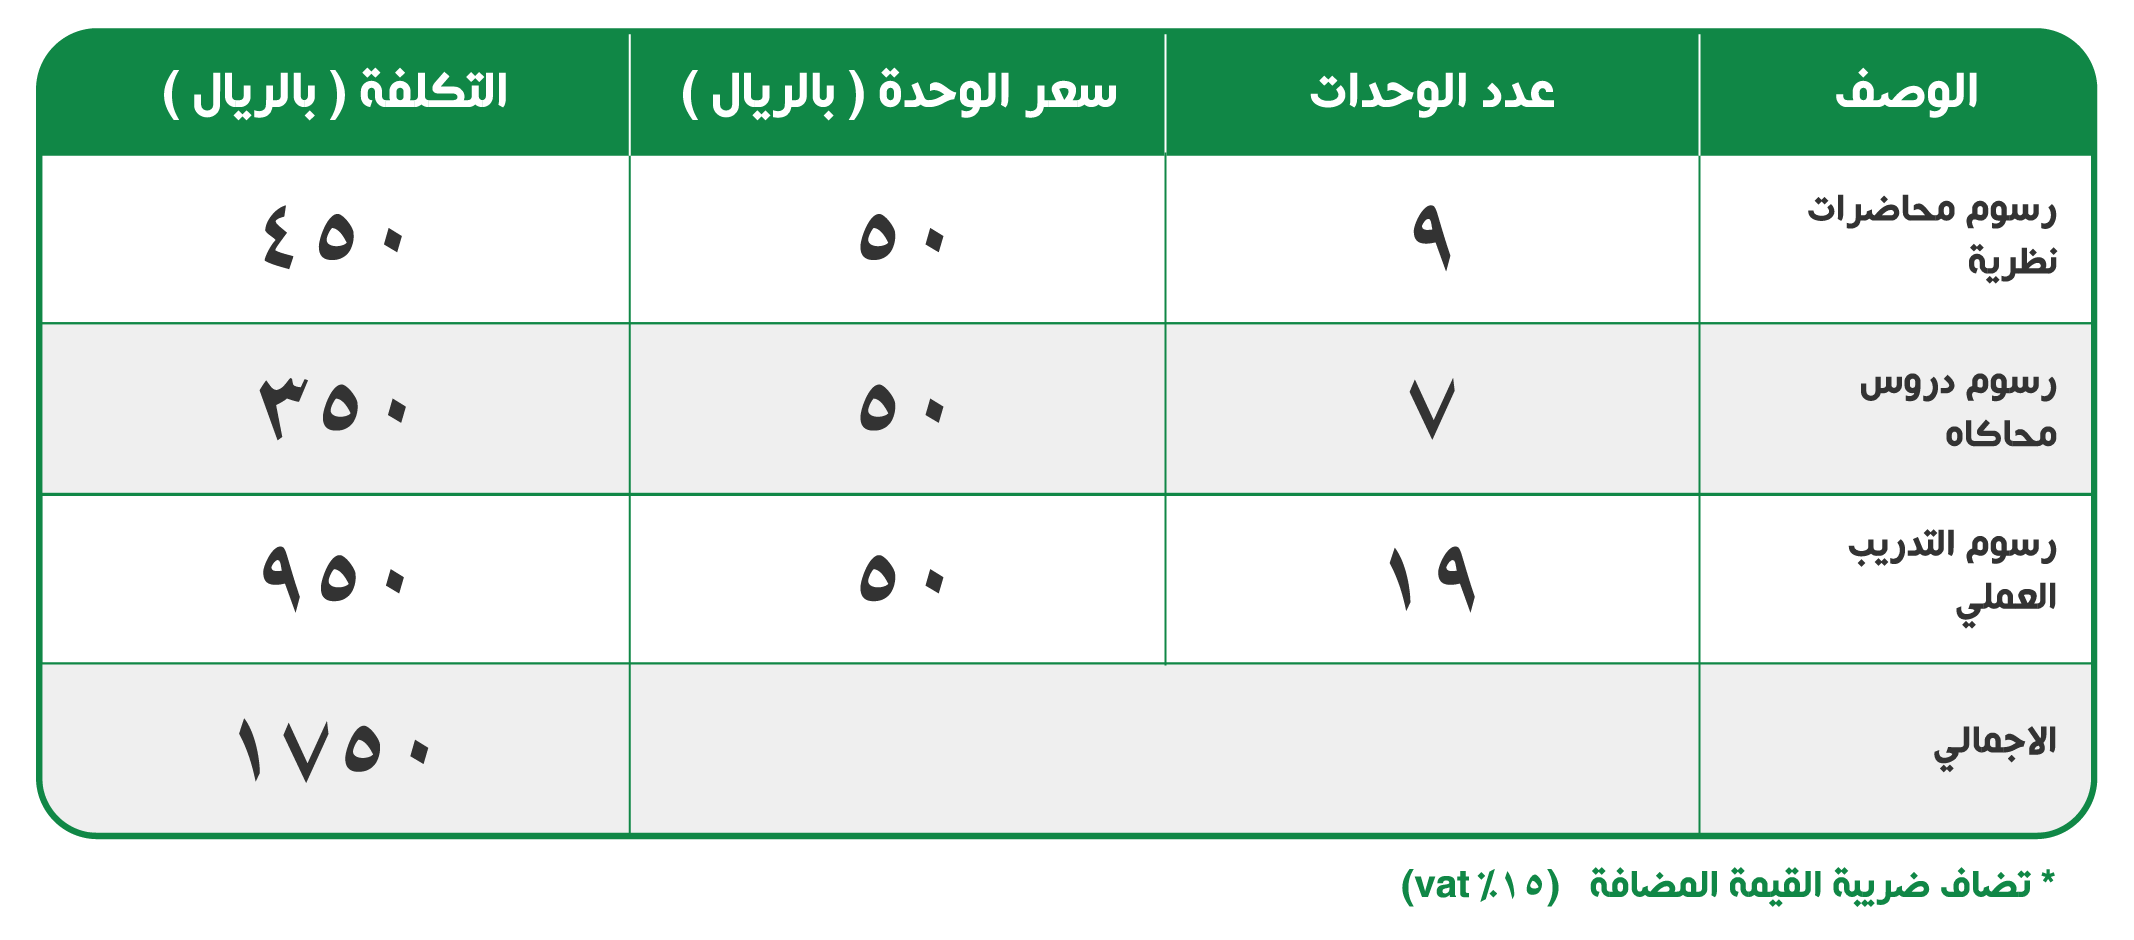 الوصف	عدد الوحدات	سعر الوحدة ( بالريال )	التكلفة ( بالريال )
رسوم محاضرات
نظرية	٩	٥٠	٤٥٠
رسوم دروس
محاكاه	٧	٥٠	٣٥٠
رسوم التدريب
العملي	١٩	٥٠	٩٥٠
الاجمالي	١٧٥٠
* تضاف ضريبة القيمة المضافة (١٥٪ vat)